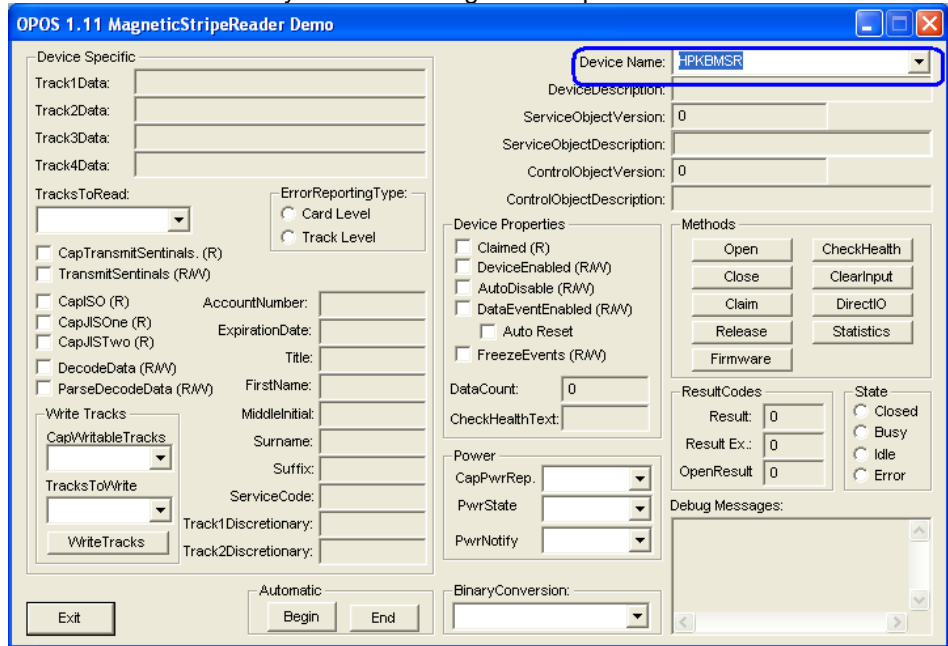 OPOS 1.11 MagneticStripeReader Demo
Device Specific
Track1Data:
Track2Data:
Track3Data:
Track4Data:
TracksToRead:
ErrorReportingType:
Card Level
Track Level
CapTransmitSentinals. (R)
TransmitSentinals (R/W)
CapISO (R)
CapJISOne (R)
CapJISTwo (R)
DecodeData (R/W)
ParseDecodeData (R/W)
AccountNumber:
ExpirationDate:
Title:
FirstName:
MiddleInitial:
Surname:
Suffix:
ServiceCode:
Track1Discretionary:
Track2Discretionary:
Write Tracks
CapWritableTracks
TracksToWrite
WriteTracks
Exit
Automatic
Begin End
Device Name: HPKBMSR
DeviceDescription:
ServiceObjectVersion: 0
ServiceObjectDescription:
ControlObjectVersion: 0
ControlObjectDescription:
Device Properties
Claimed (R)
DeviceEnabled (R/W)
AutoDisable (R/W)
DataEventEnabled (R/W)
Auto Reset
FreezeEvents (R/W)
DataCount: 0
CheckHealthText:
Power
CapPwrRep.
PwrState
PwrNotify
BinaryConversion:
Methods
Open CheckHealth
Close ClearInput
Claim DirectIO
Release Statistics
Firmware
ResultCodes
Result: 0
Result Ex.: 0
OpenResult 0
State
Closed
Busy
Idle
Error
Debug Messages: